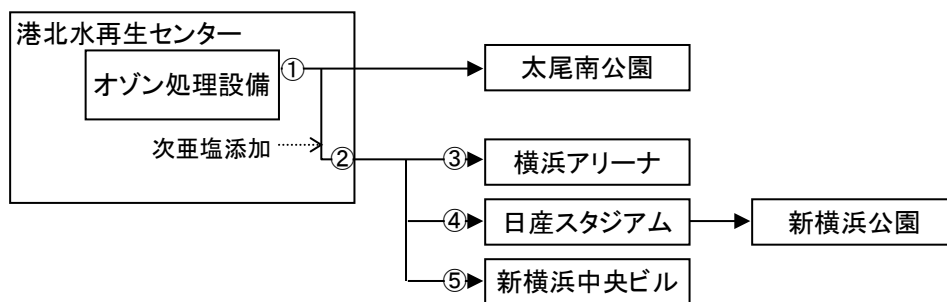 港北水再生センター
オゾン処理設備
①
太尾南公園
次亜塩添加
②
③
横浜アリーナ
④
日産スタジアム
新横浜公園
⑤
新横浜中央ビル